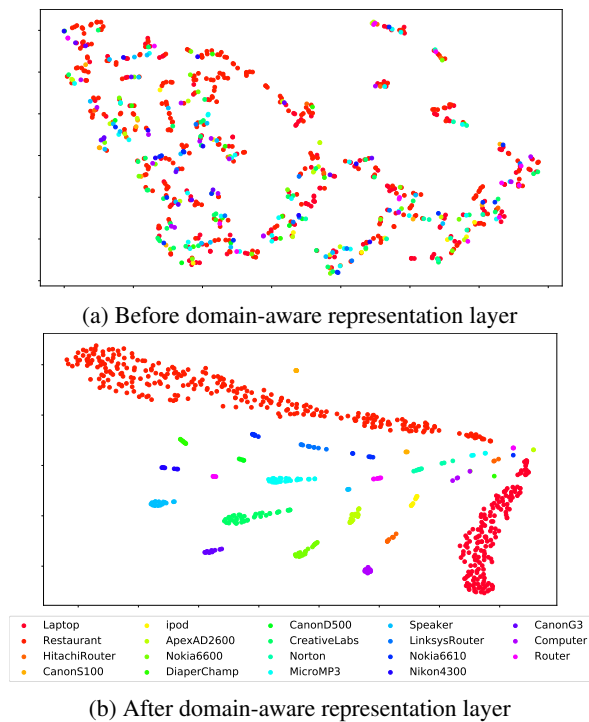 (a) Before domain-aware representation layer
Laptop ipod CanonD500 Speaker CanonG3
Restaurant ApexAD2600 CreativeLabs LinksysRouter Computer
HitachiRouter Nokia6600 Norton Nokia6610 Router
CanonS100 DiaperChamp MicroMP3 Nikon4300
(b) After domain-aware representation layer